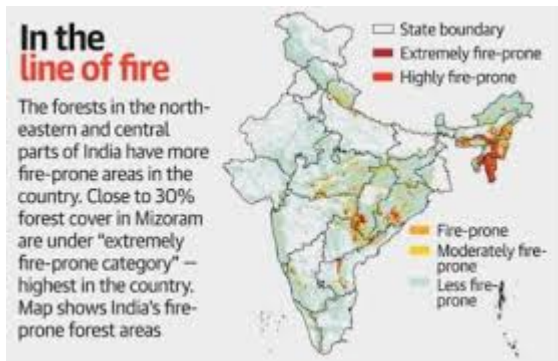 In the
line of fire
The forests in the north-
eastern and central
parts of India have more
fire-prone areas in the
country. Close to 30%
forest cover in Mizoram
are under “extremely
fire-prone category” —
highest in the country.
Map shows India's fire-
prone forest areas
State boundary
Extremely fire-prone
Highly fire-prone
Fire-prone
Moderately fire-
prone
Less fire-
prone